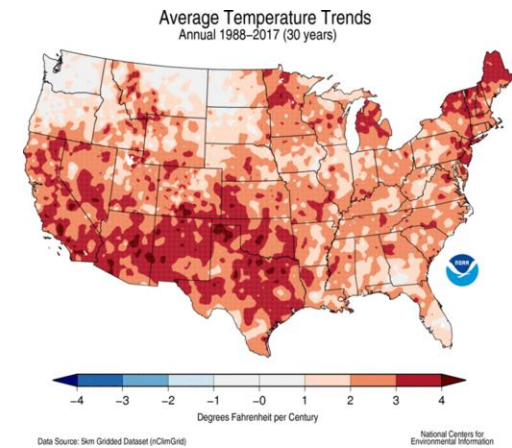 Average Temperature Trends
Annual 1988-2017 (30 years)
noaa
-4 -3 -2 -1 -0 1 2 3 4
Degrees Fahrenheit per Century
Data Source: 5km Gridded Dataset (nClimGrid)
National Centers for
Environmental Information